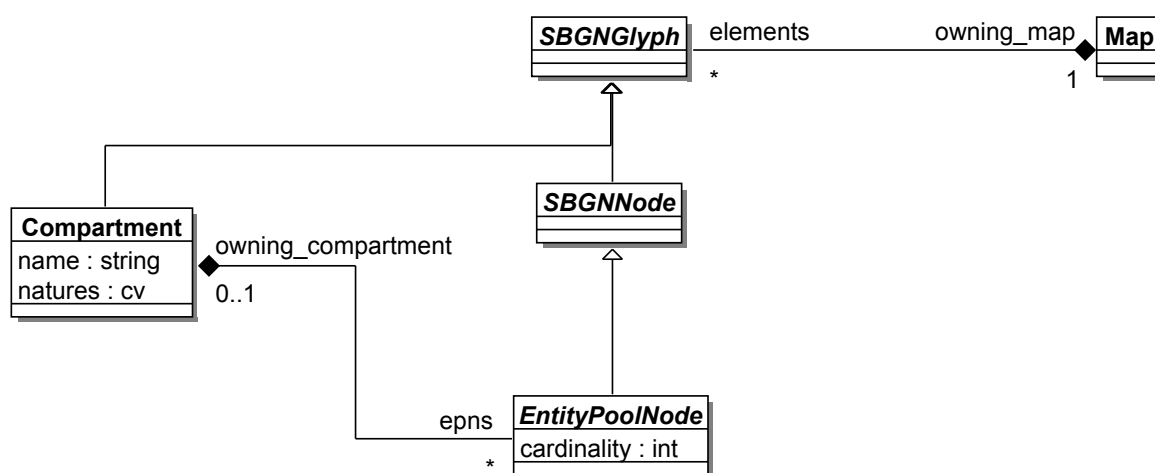 SBGNGlyph
elements
owning_map
Map
*
1
SBGNNode
Compartment
name : string
natures : cv
owning_compartment
0..1
EntityPoolNode
epns
cardinality : int
*